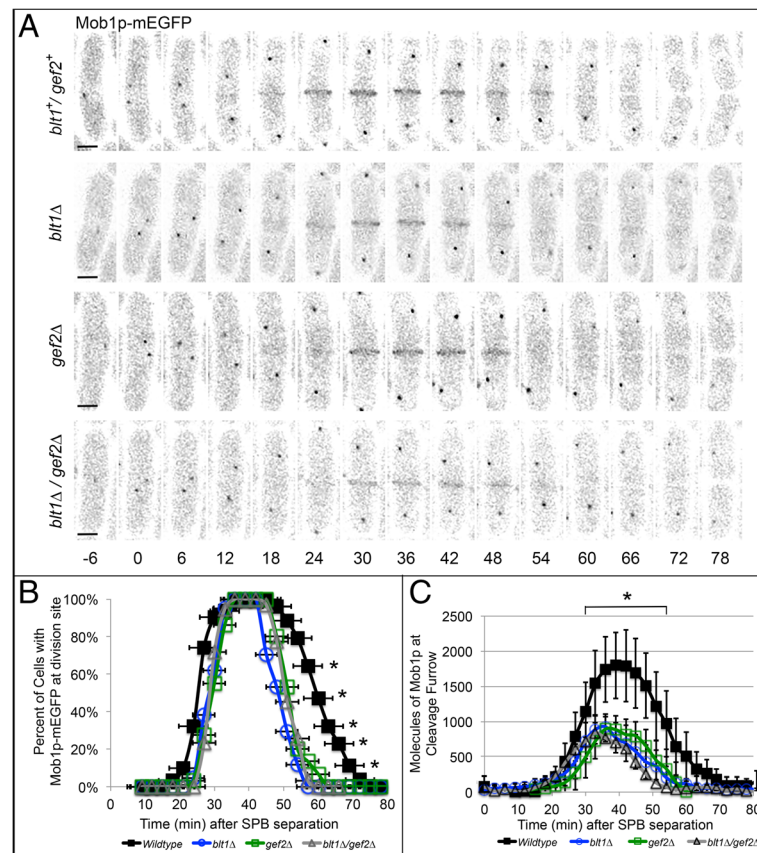 A
Mob1p-mEGFP
blt1+/ gef2+
blt1Δ
gef2Δ
blt1Δ / gef2Δ
-6 0 6 12 18 24 30 36 42 48 54 60 66 72 78
B
Percent of Cells with
Mob1p-mEGFP at division site
100%
80%
60%
40%
20%
0%
* * * * *
0 10 20 30 40 50 60 70 80
Time (min) after SPB separation
Wildtype blt1Δ gef2Δ blt1Δ/gef2Δ
C
Molecules of Mob1p at
Cleavage Furrow
2500
2000
1500
1000
500
0
*
0 10 20 30 40 50 60 70 80
Time (min) after SPB separation
Wildtype blt1Δ gef2Δ blt1Δ/gef2Δ